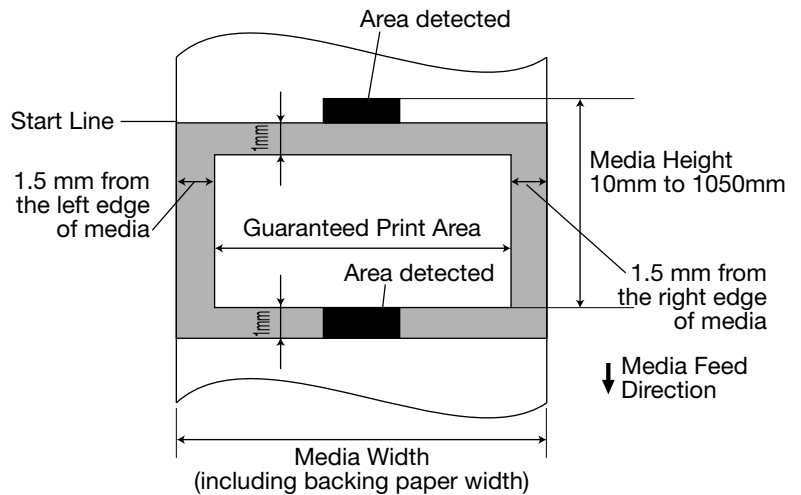 Area detected
Start Line
1mm
1.5 mm from
the left edge
of media
Media Height
10mm to 1050mm
Guaranteed Print Area
Area detected
1.5 mm from
the right edge
of media
1mm
Media Feed
Direction
Media Width
(including backing paper width)